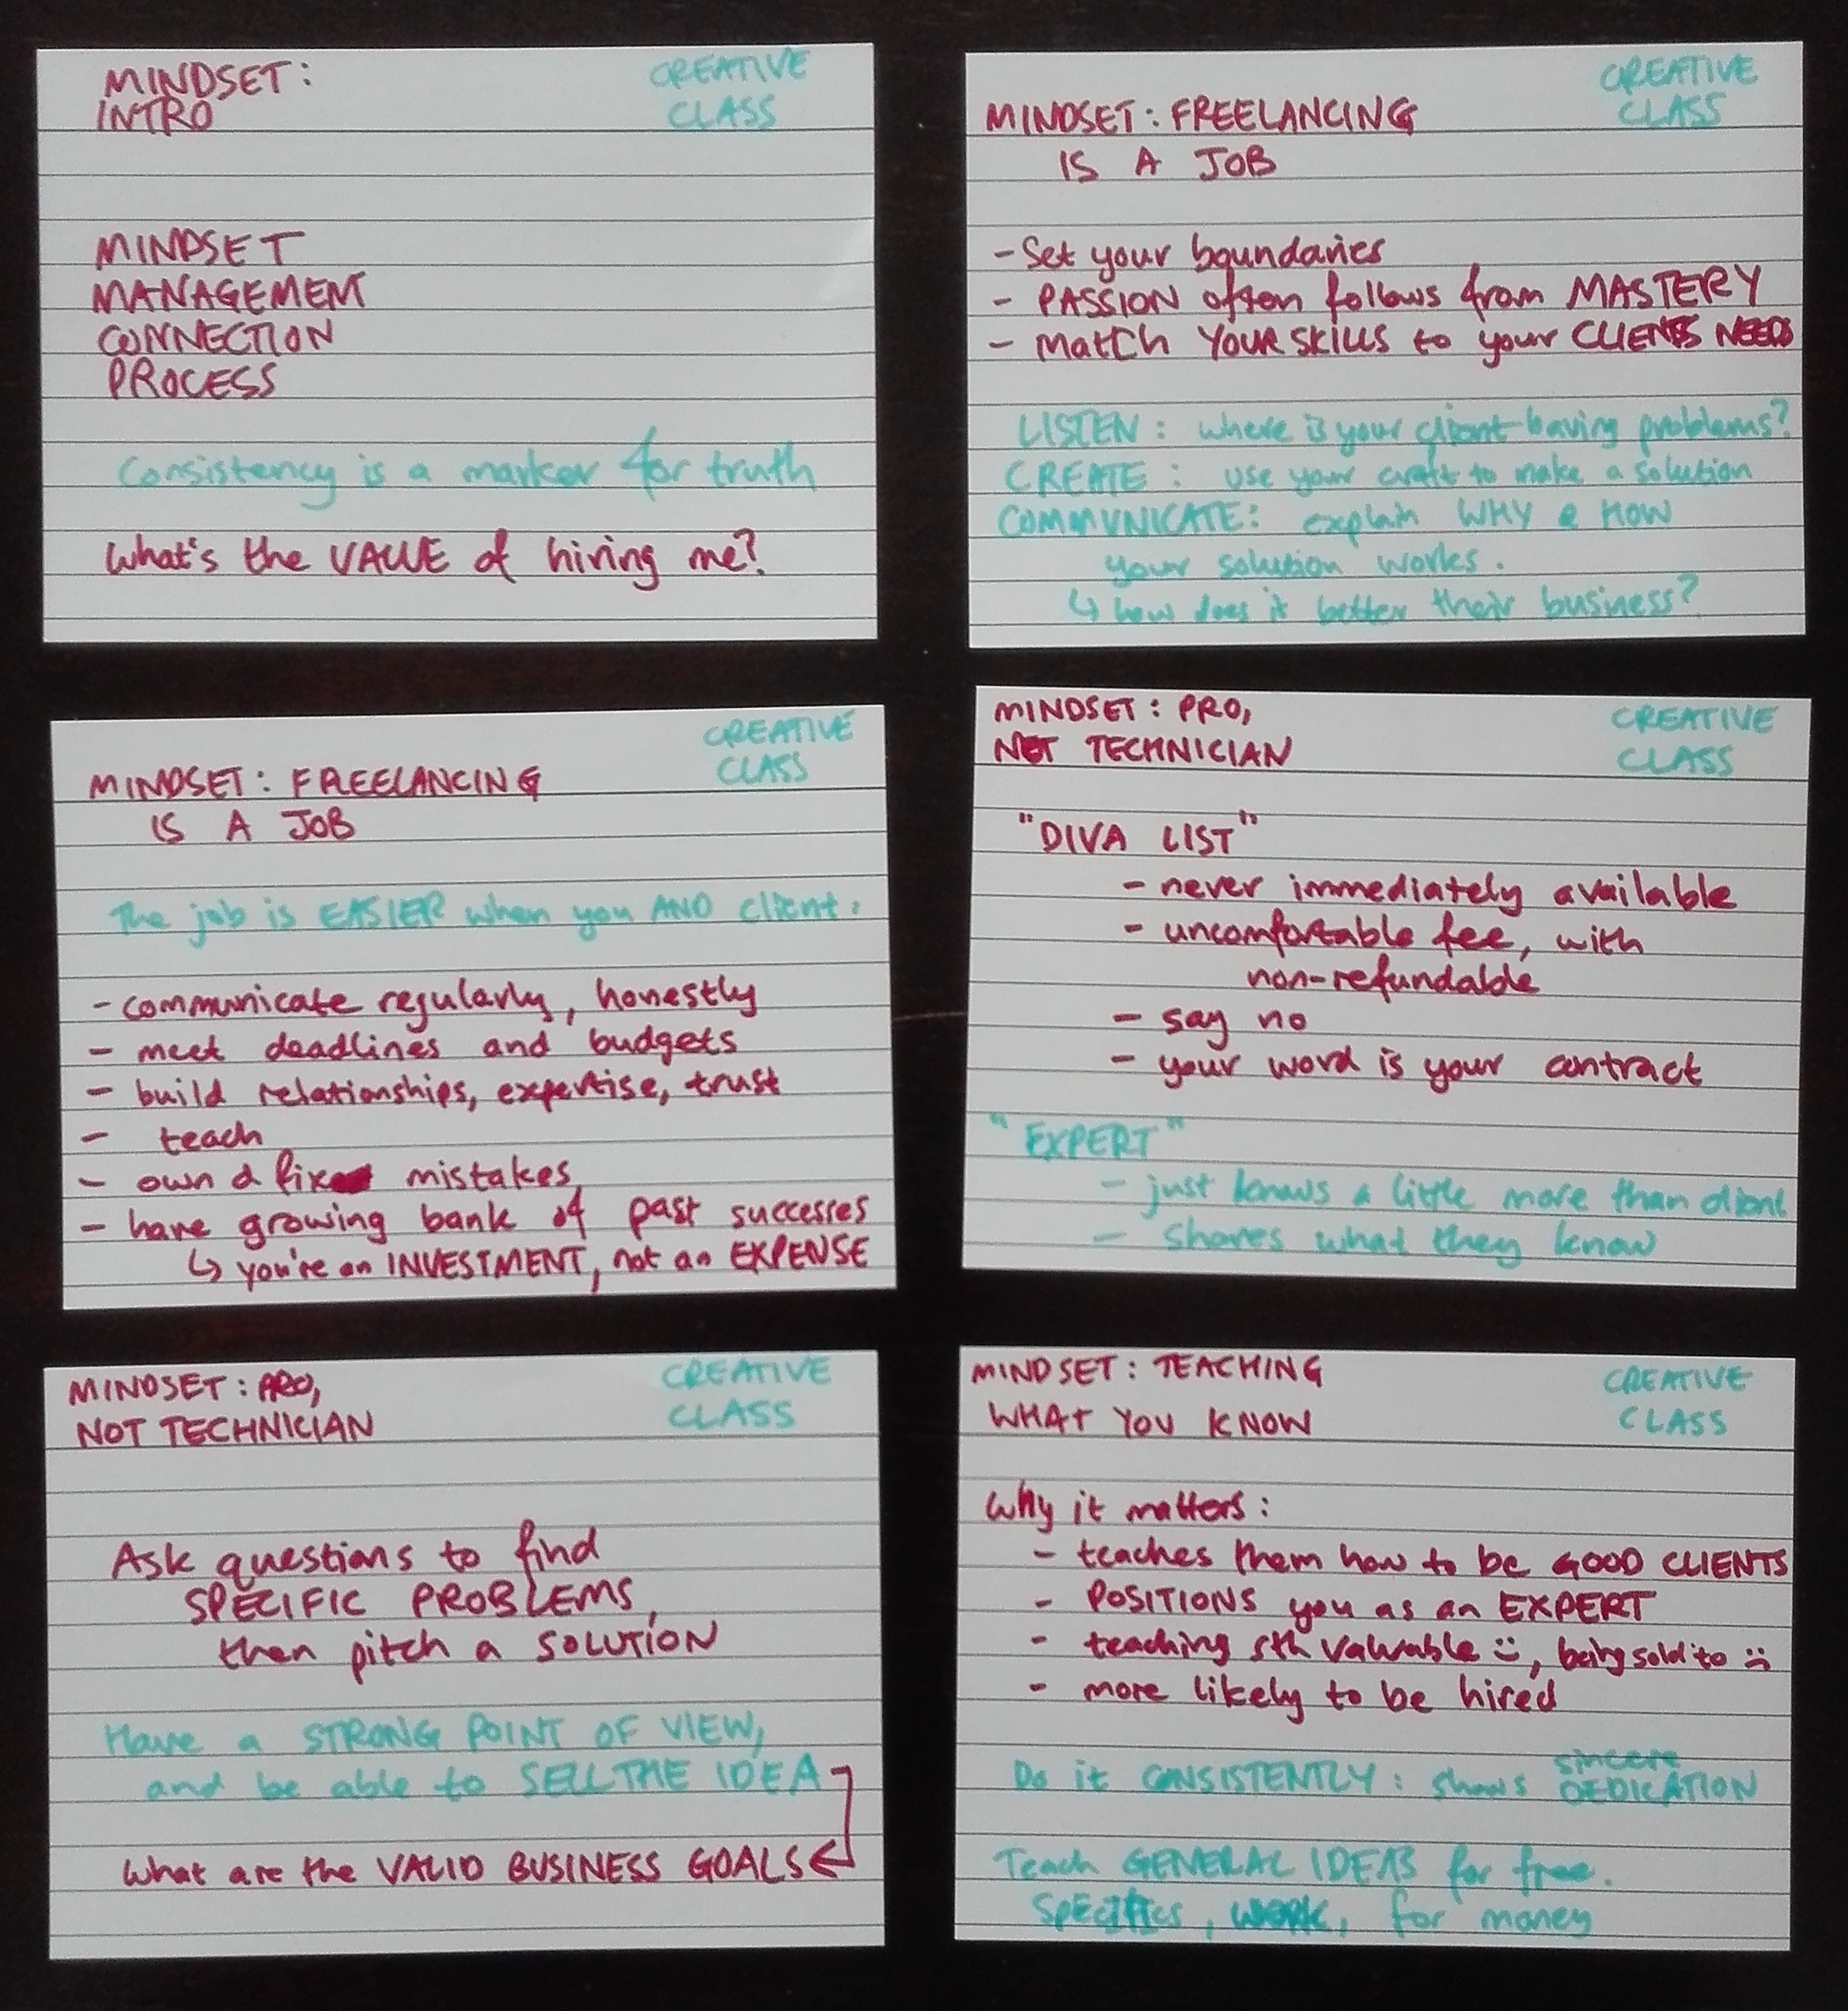 MINDSET:
INTRO
CREATIVE
CLASS
MINDSET
MANAGEMENT
CONNECTION
PROCESS
Consistency is a marker for truth
What's the VALUE of hiring me?
MINDSET: FREELANCING
IS A JOB
CREATIVE
CLASS
- Set your boundaries
- PASSION often follows from MASTERY
- Match YOUR SKILLS to your CLIENTS NEEDS
LISTEN: where is your client having problems?
CREATE: use your craft to make a solution
COMMUNICATE: explain WHY & HOW
your solution works.
↳ how does it better their business?
MINDSET: FREELANCING
IS A JOB
CREATIVE
CLASS
The job is EASIER when you AND client:
- communicate regularly, honestly
- meet deadlines and budgets
- build relationships, expertise, trust
- teach
- own & fix mistakes
- have growing bank of past successes
↳ you're an INVESTMENT, not an EXPENSE
MINDSET: PRO,
NOT TECHNICIAN
CREATIVE
CLASS
"DIVA LIST"
- never immediately available
- uncomfortable fee, with
non-refundable
- say no
- your word is your contract
"EXPERT"
- just knows a little more than client
- shares what they know
MINDSET: PRO,
NOT TECHNICIAN
CREATIVE
CLASS
Ask questions to find
SPECIFIC PROBLEMS,
then pitch a SOLUTION
Have a STRONG POINT OF VIEW,
and be able to SELL THE IDEA
What are the VALID BUSINESS GOALS
MINDSET: TEACHING
WHAT YOU KNOW
CREATIVE
CLASS
Why it matters:
- teaches them how to be GOOD CLIENTS
- POSITIONS you as an EXPERT
- teaching sth valuable :), being sold to :(
- more likely to be hired
Do it CONSISTENTLY: shows sincere DEDICATION
Teach GENERAL IDEAS for free.
Specifics, WORK, for money